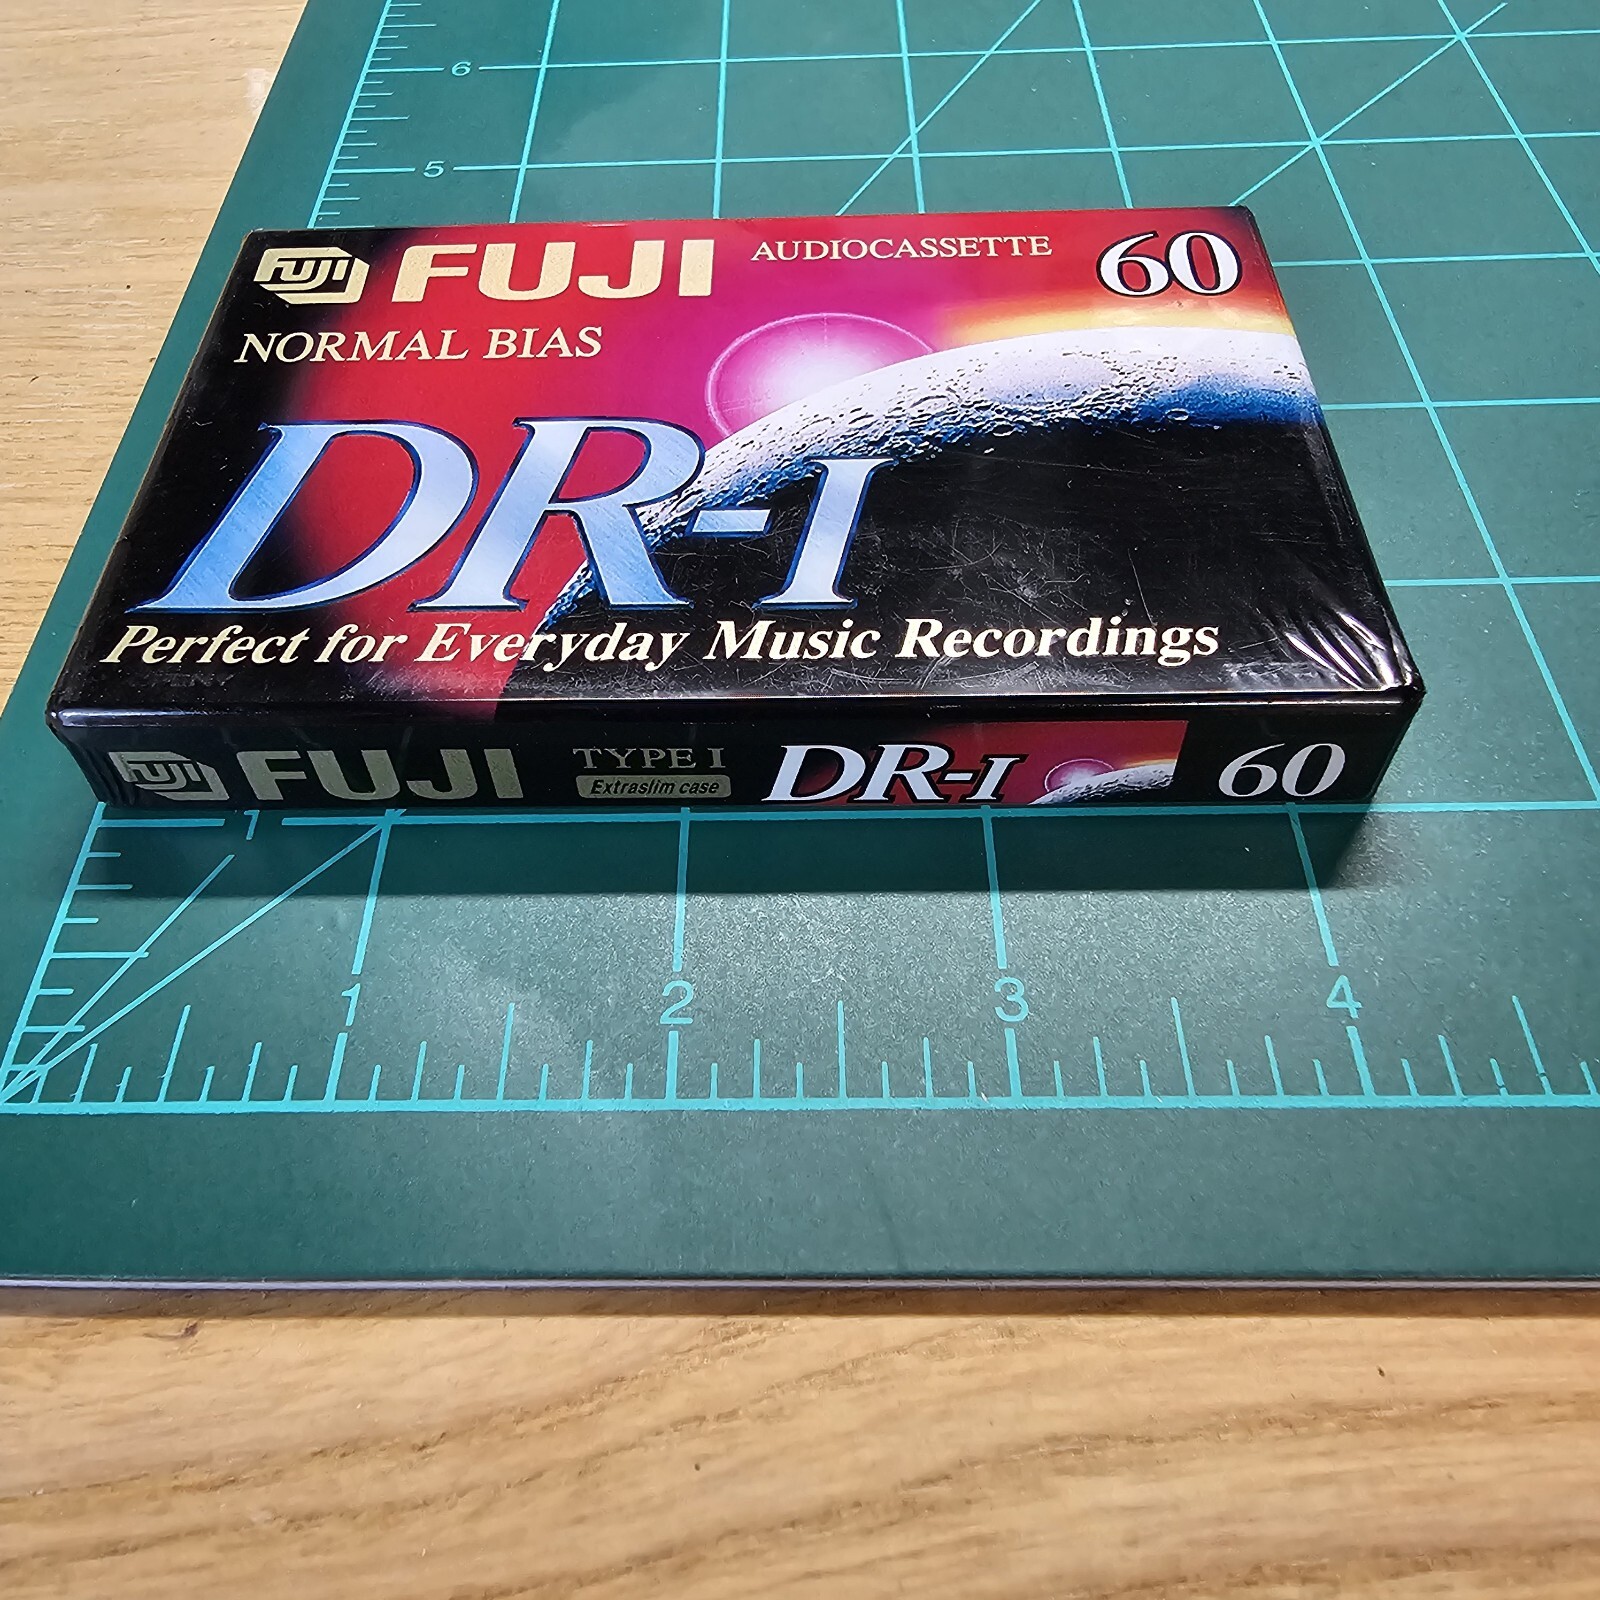 6
5
FUJI FUJI AUDIOCASSETTE 60
NORMAL BIAS
DR-I
Perfect for Everyday Music Recordings
FUJI FUJI TYPE I DR-I 60
Extraslim case
1
1 2 3 4